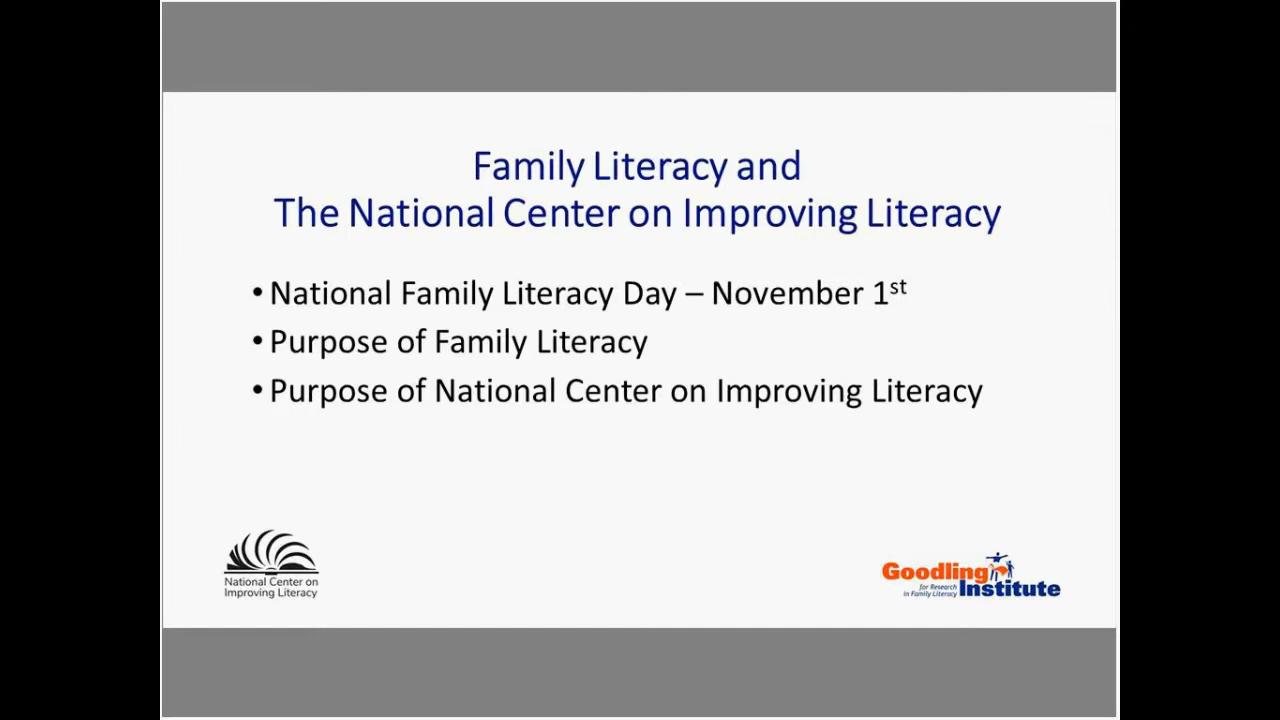 Family Literacy and
The National Center on Improving Literacy
• National Family Literacy Day – November 1st
• Purpose of Family Literacy
• Purpose of National Center on Improving Literacy
National Center on
Improving Literacy
Goodling
for Research
in Family Literacy
Institute